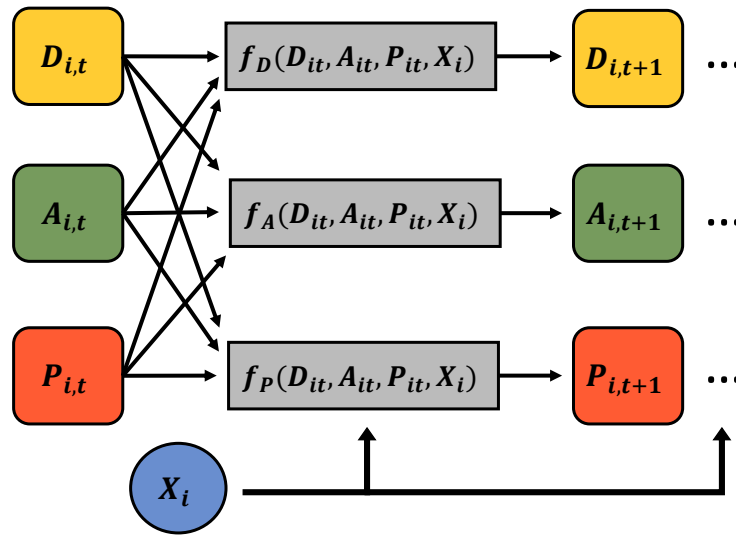 D_{i,t} f_D(D_{it}, A_{it}, P_{it}, X_i) D_{i,t+1} ...
A_{i,t} f_A(D_{it}, A_{it}, P_{it}, X_i) A_{i,t+1} ...
P_{i,t} f_P(D_{it}, A_{it}, P_{it}, X_i) P_{i,t+1} ...
X_i